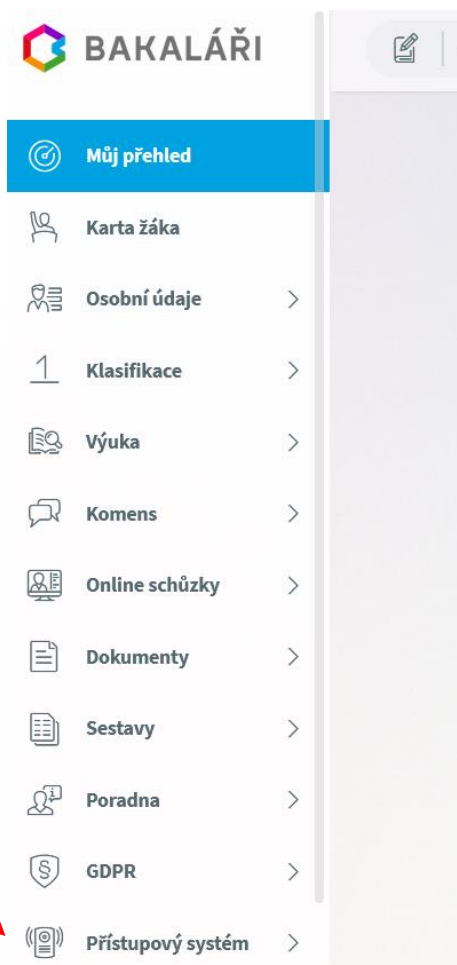 BAKALÁŘI
Můj přehled
Karta žáka
Osobní údaje
Klasifikace
Výuka
Komens
Online schůzky
Dokumenty
Sestavy
Poradna
GDPR
Přístupový systém